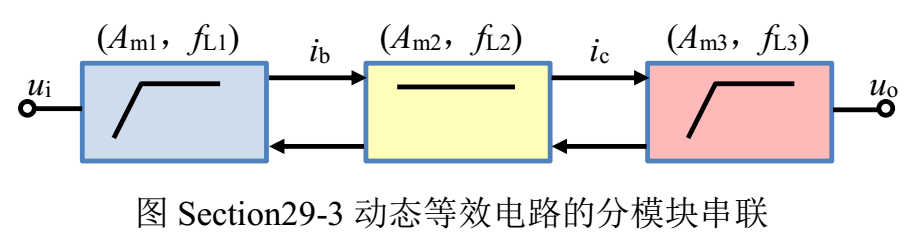 (Am1，fL1) ib (Am2，fL2) ic (Am3，fL3)
ui uo
图 Section29-3 动态等效电路的分模块串联